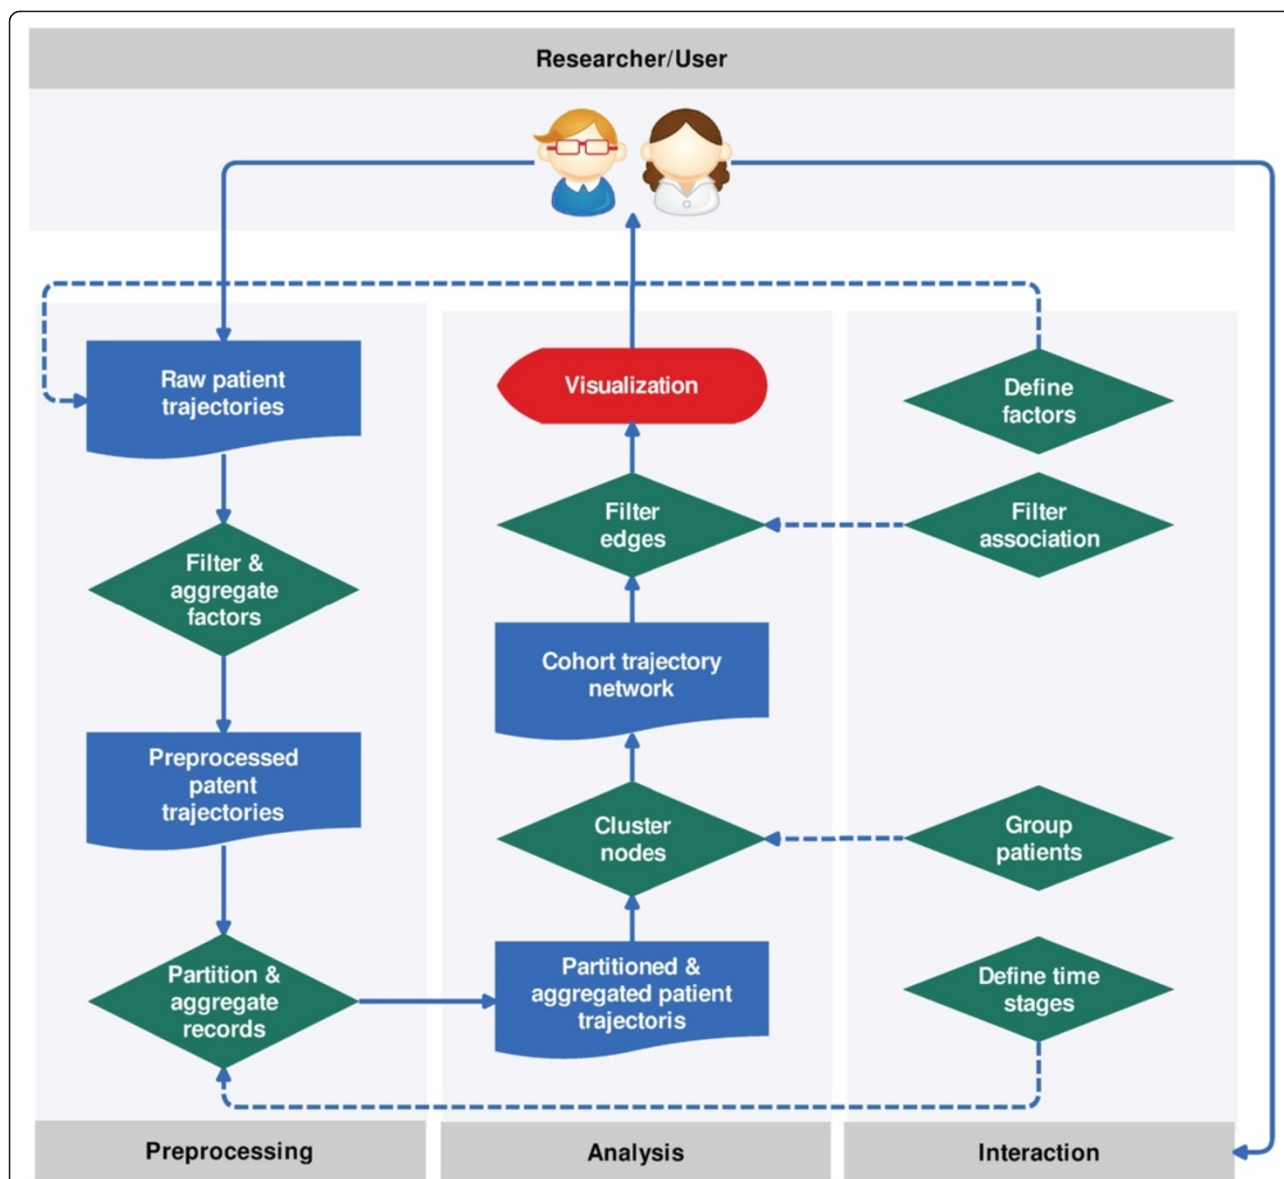 Researcher/User
Raw patient
trajectories
Filter &
aggregate
factors
Preprocessed
patent
trajectories
Partition &
aggregate
records
Preprocessing
Visualization
Filter
edges
Cohort trajectory
network
Cluster
nodes
Partitioned &
aggregated patient
trajectoris
Analysis
Define
factors
Filter
association
Group
patients
Define time
stages
Interaction